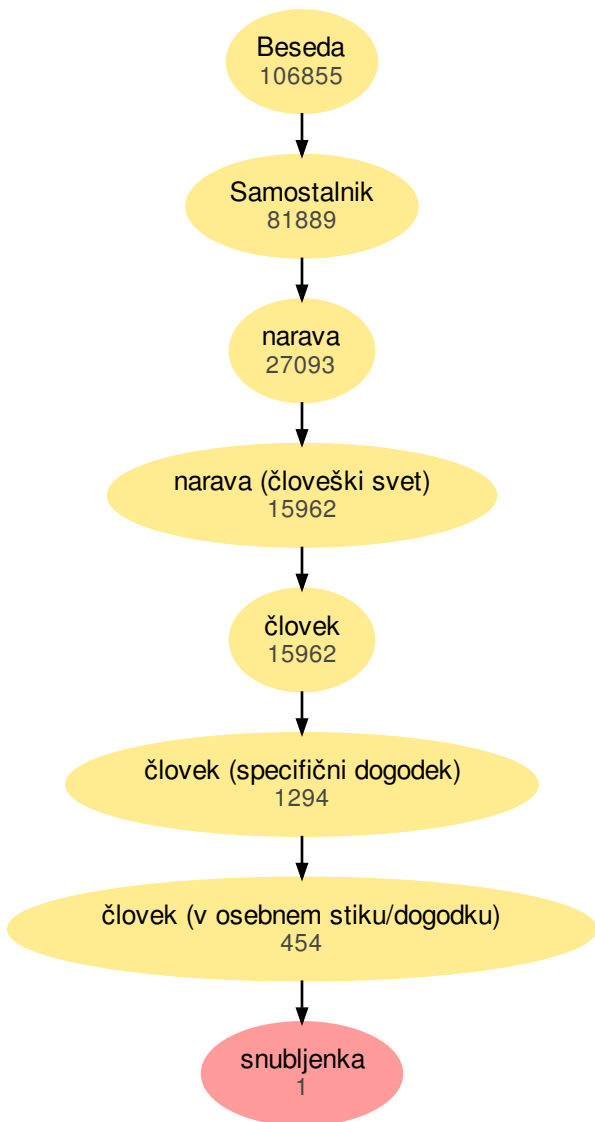 Beseda
106855
Samostalnik
81889
narava
27093
narava (človeški svet)
15962
človek
15962
človek (specifični dogodek)
1294
človek (v osebnem stiku/dogodku)
454
snubljenka
1